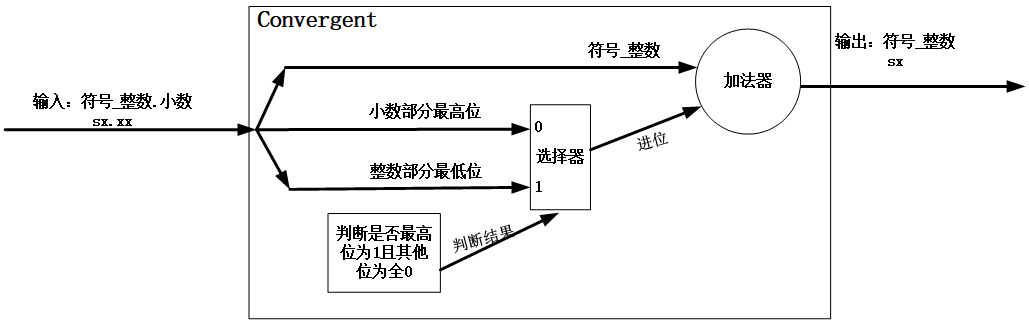 Convergent
输入：符号_整数.小数
sx.xx
符号_整数
小数部分最高位
整数部分最低位
0
选择器
1
进位
加法器
输出：符号_整数
sx
判断是否最高
位为1且其他
位为全0
判断结果